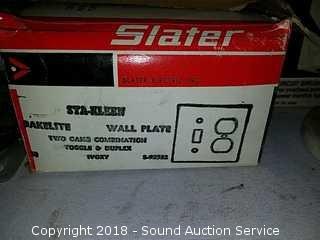 Slater
SLATER ELECTRIC INC.
STA-KLEEN
BAKELITE WALL PLATE
TWO GANG COMBINATION
TOGGLE & DUPLEX
IVORY
Copyright 2018 - Sound Auction Service